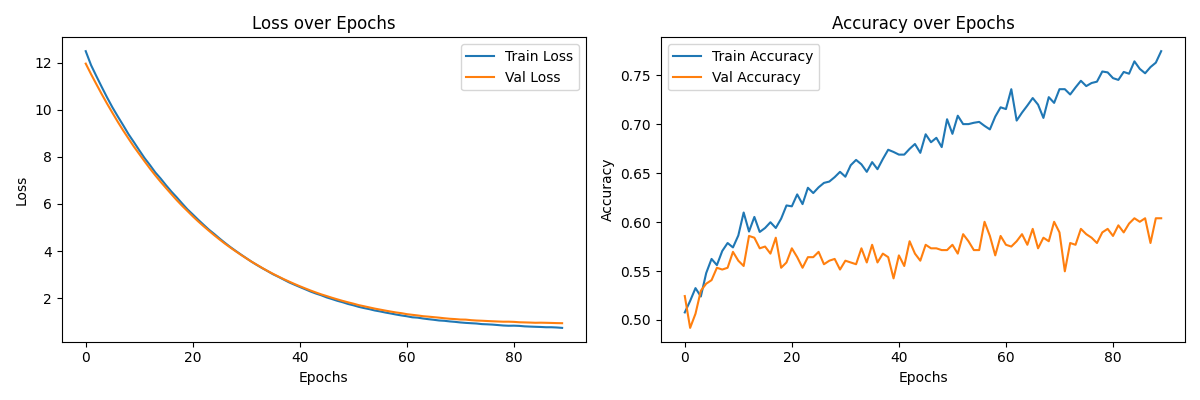 Loss over Epochs
Loss
12
10
8
6
4
2
Train Loss
Val Loss
0
20
40
60
80
Epochs
Accuracy over Epochs
Accuracy
0.75
0.70
0.65
0.60
0.55
0.50
Train Accuracy
Val Accuracy
0
20
40
60
80
Epochs